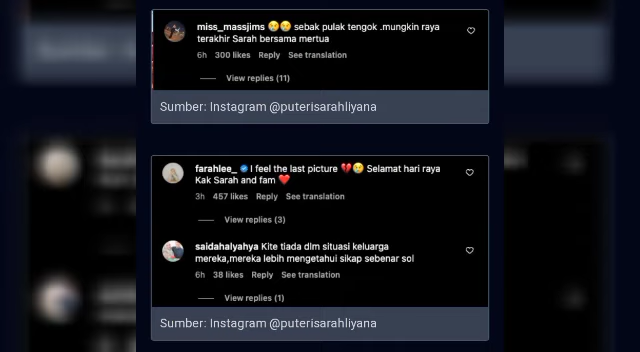 miss_massjims 😢😢 sebak pulak tengok .mungkin raya
terakhir Sarah bersama mertua
6h 300 likes Reply See translation
View replies (11)
Sumber: Instagram @puterisarahliyana
farahlee_ I feel the last picture 💔😢 Selamat hari raya
Kak Sarah and fam ❤️
3h 457 likes Reply See translation
View replies (3)
saidahalyahya Kite tiada dlm situasi keluarga
mereka,mereka lebih mengetahui sikap sebenar sol
6h 38 likes Reply See translation
View replies (1)
Sumber: Instagram @puterisarahliyana